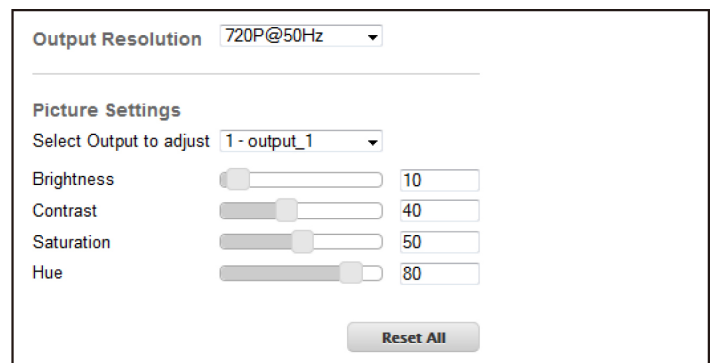 Output Resolution 720P@50Hz
Picture Settings
Select Output to adjust 1 - output_1
Brightness 10
Contrast 40
Saturation 50
Hue 80
Reset All